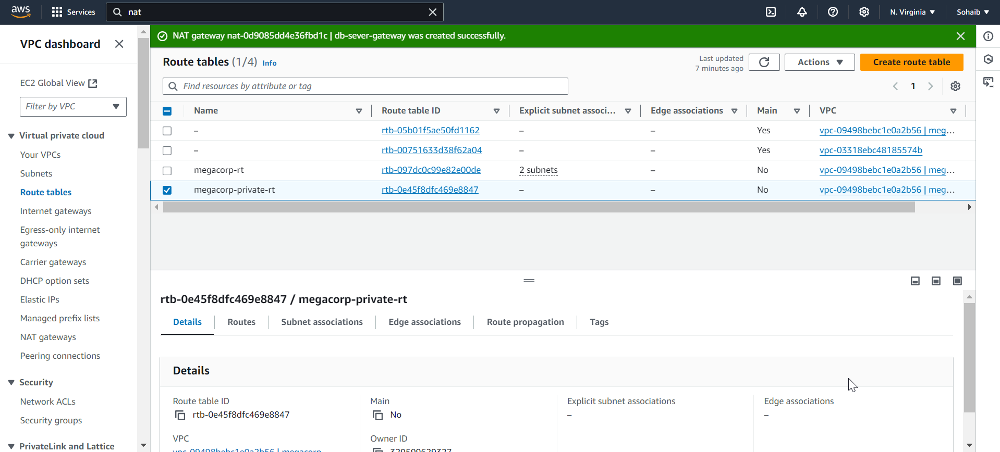 aws
Services
nat
N. Virginia
Sohaib
VPC dashboard
EC2 Global View
Filter by VPC
Virtual private cloud
Your VPCs
Subnets
Route tables
Internet gateways
Egress-only internet
gateways
Carrier gateways
DHCP option sets
Elastic IPs
Managed prefix lists
NAT gateways
Peering connections
Security
Network ACLs
Security groups
PrivateLink and Lattice
NAT gateway nat-0d9085dd4e36fbd1c | db-sever-gateway was created successfully.
Route tables (1/4) Info
Last updated
7 minutes ago
Actions
Create route table
Find resources by attribute or tag
1
Name Route table ID Explicit subnet associ... Edge associations Main VPC
– rtb-05b01f5ae50fd1162 – – Yes vpc-09498bebc1e0a2b56 | meg...
– rtb-00751633d38f62a04 – – Yes vpc-03318ebc48185574b
megacorp-rt rtb-097dc0c99e82e00de 2 subnets – No vpc-09498bebc1e0a2b56 | meg...
megacorp-private-rt rtb-0e45f8dfc469e8847 – – No vpc-09498bebc1e0a2b56 | meg...
rtb-0e45f8dfc469e8847 / megacorp-private-rt
Details Routes Subnet associations Edge associations Route propagation Tags
Details
Route table ID
rtb-0e45f8dfc469e8847
Main
No
Explicit subnet associations
–
Edge associations
–
VPC
vpc-09498bebc1e0a2b56 | megacorp
Owner ID
329599629327